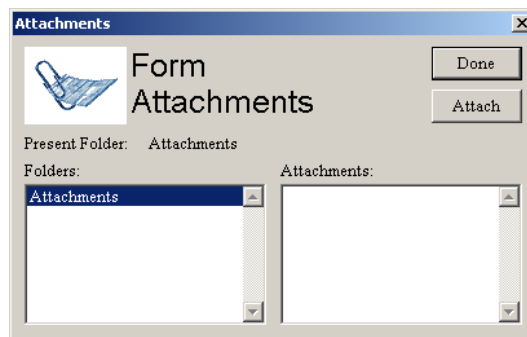 Attachments
Form
Attachments
Done
Attach
Present Folder: Attachments
Folders:
Attachments:
Attachments